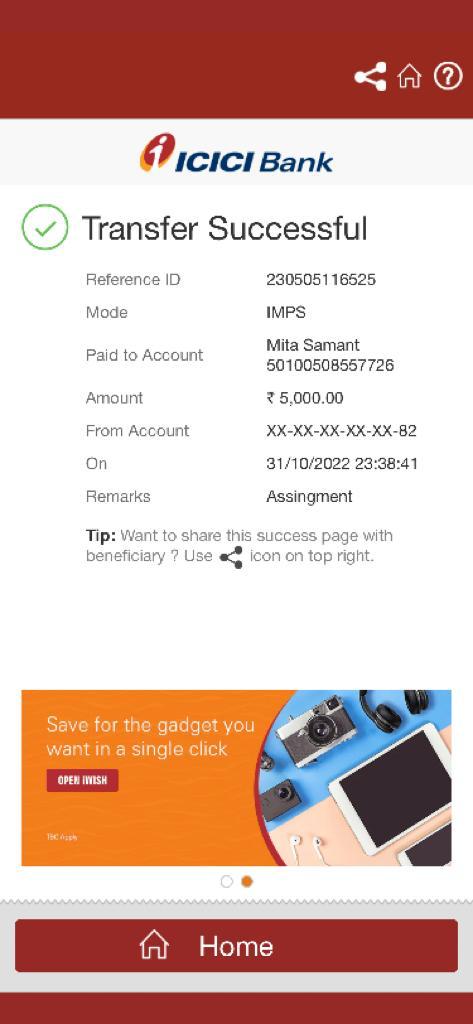 ICICI Bank
Transfer Successful
Reference ID 230505116525
Mode IMPS
Paid to Account Mita Samant
50100508557726
Amount ₹ 5,000.00
From Account XX-XX-XX-XX-XX-82
On 31/10/2022 23:38:41
Remarks Assingment
Tip: Want to share this success page with
beneficiary ? Use icon on top right.
Save for the gadget you
want in a single click
OPEN IWISH
T&C Apply
Home